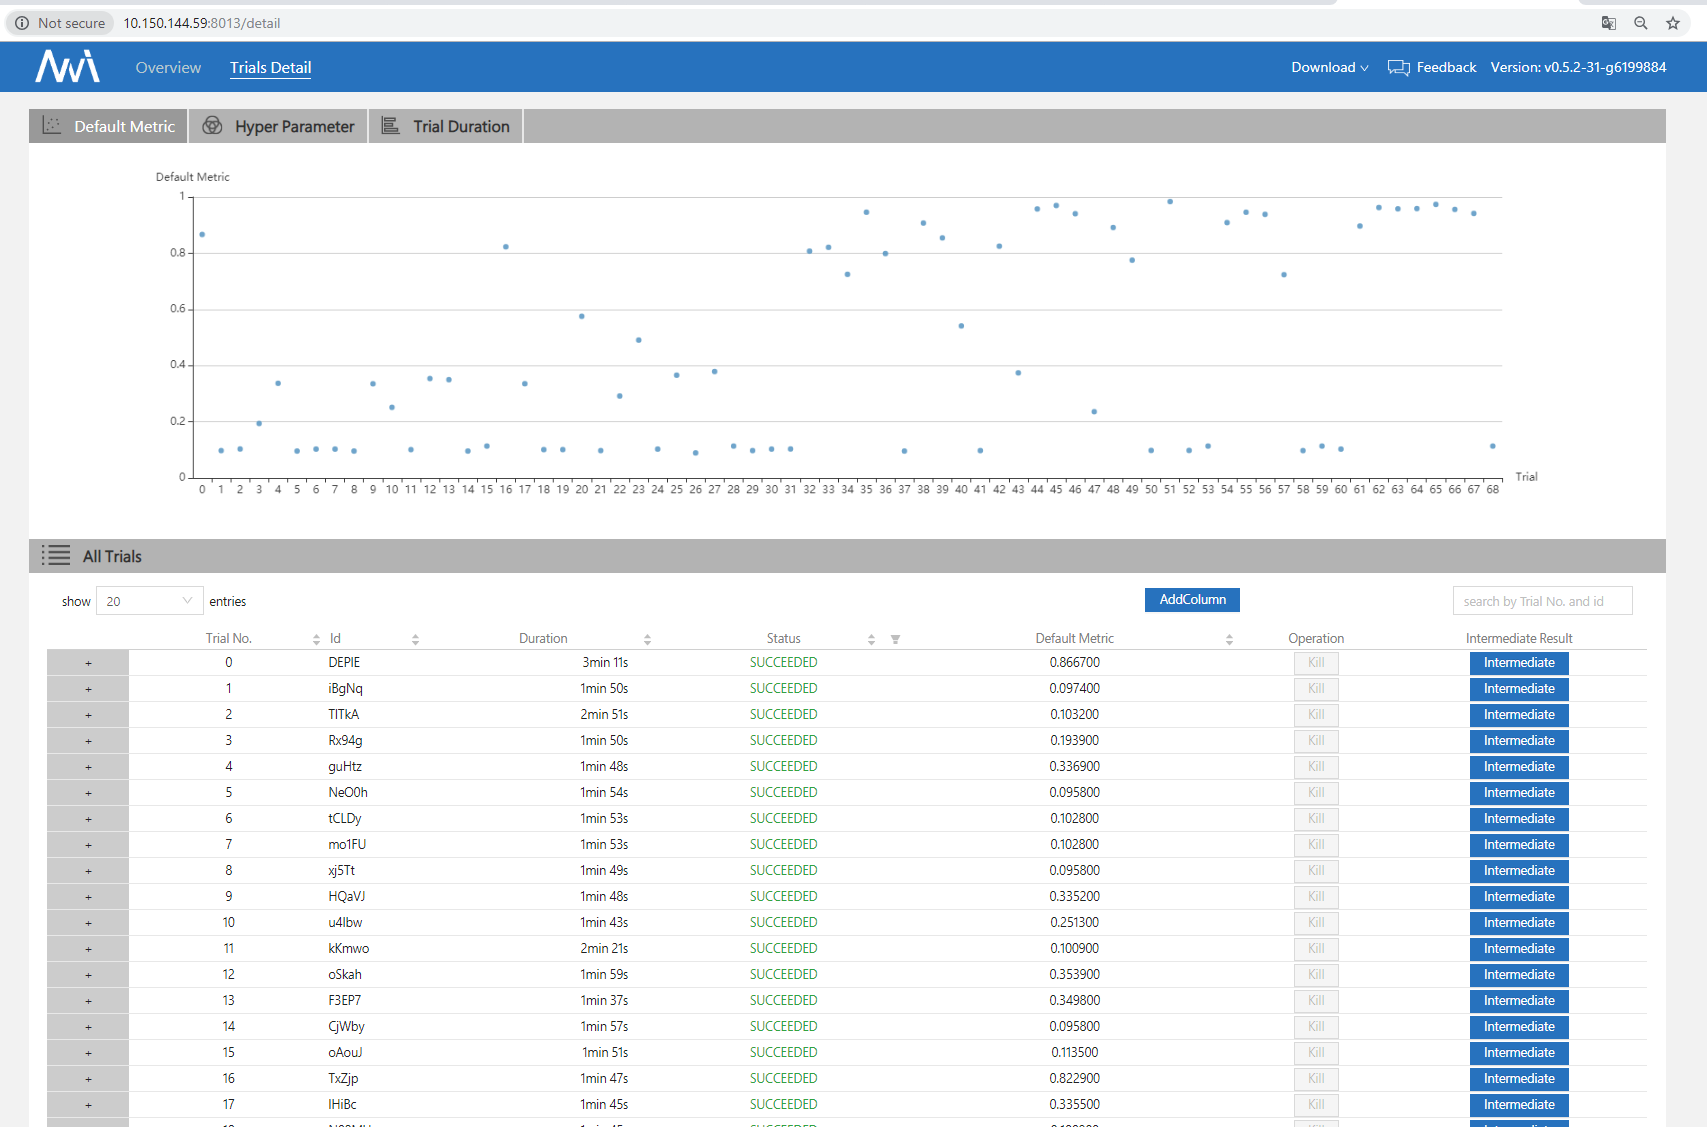 Not secure 10.150.144.59:8013/detail
Overview Trials Detail Download Feedback Version: v0.5.2-31-g6199884
Default Metric Hyper Parameter Trial Duration
Default Metric
1
0.8
0.6
0.4
0.2
0
Trial
0 1 2 3 4 5 6 7 8 9 10 11 12 13 14 15 16 17 18 19 20 21 22 23 24 25 26 27 28 29 30 31 32 33 34 35 36 37 38 39 40 41 42 43 44 45 46 47 48 49 50 51 52 53 54 55 56 57 58 59 60 61 62 63 64 65 66 67 68
All Trials
show 20 entries AddColumn search by Trial No. and id
Trial No. Id Duration Status Default Metric Operation Intermediate Result
+ 0 DEPIE 3min 11s SUCCEEDED 0.866700 Kill Intermediate
+ 1 iBgNq 1min 50s SUCCEEDED 0.097400 Kill Intermediate
+ 2 TlTkA 2min 51s SUCCEEDED 0.103200 Kill Intermediate
+ 3 Rx94g 1min 50s SUCCEEDED 0.193900 Kill Intermediate
+ 4 guHtz 1min 48s SUCCEEDED 0.336900 Kill Intermediate
+ 5 NeO0h 1min 54s SUCCEEDED 0.095800 Kill Intermediate
+ 6 tCLDy 1min 53s SUCCEEDED 0.102800 Kill Intermediate
+ 7 mo1FU 1min 53s SUCCEEDED 0.102800 Kill Intermediate
+ 8 xj5Tt 1min 49s SUCCEEDED 0.095800 Kill Intermediate
+ 9 HQaVJ 1min 48s SUCCEEDED 0.335200 Kill Intermediate
+ 10 u4lbw 1min 43s SUCCEEDED 0.251300 Kill Intermediate
+ 11 kKmwo 2min 21s SUCCEEDED 0.100900 Kill Intermediate
+ 12 oSkah 1min 59s SUCCEEDED 0.353900 Kill Intermediate
+ 13 F3EP7 1min 37s SUCCEEDED 0.349800 Kill Intermediate
+ 14 CjWby 1min 57s SUCCEEDED 0.095800 Kill Intermediate
+ 15 oAouJ 1min 51s SUCCEEDED 0.113500 Kill Intermediate
+ 16 TxZjp 1min 47s SUCCEEDED 0.822900 Kill Intermediate
+ 17 lHiBc 1min 45s SUCCEEDED 0.335500 Kill Intermediate